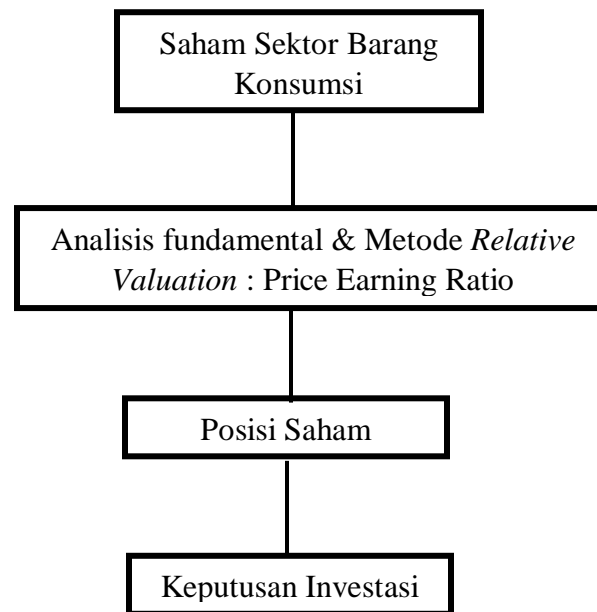 Saham Sektor Barang
Konsumsi
Analisis fundamental & Metode Relative
Valuation : Price Earning Ratio
Posisi Saham
Keputusan Investasi